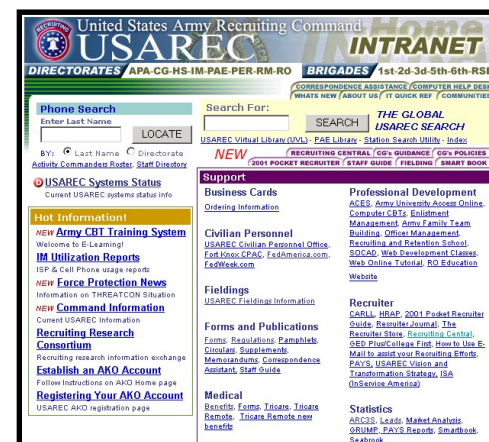 United States Army Recruiting Command
USAREC
INTRANET
DIRECTORATES APA-CG-HS-IM-PAE-PER-RM-RO BRIGADES 1st-2d-3d-5th-6th-RSB
CORRESPONDENCE ASSISTANCE COMPUTER HELP DESK
WHATS NEW ABOUT US IT QUICK REF COMMUNITIES
Phone Search
Enter Last Name
LOCATE
BY: Last Name Directorate
Activity Commanders Roster, Staff Directory
Search For:
SEARCH
THE GLOBAL
USAREC SEARCH
USAREC Virtual Library (UVL) - PAE Library - Station Search Utility - Index
NEW RECRUITING CENTRAL CG's GUIDANCE CG's POLICIES
2001 POCKET RECRUITER STAFF GUIDE FIELDING SMART BOOK
USAREC Systems Status
Current USAREC systems status info
Hot Information!
NEW Army CBT Training System
Welcome to E-Learning!
IM Utilization Reports
ISP & Cell Phone usage reports
NEW Force Protection News
Information on THREATCON Situation
NEW Command Information
Current USAREC Information
Recruiting Research
Consortium
Recruiting research information exchange
Establish an AKO Account
Follow Instructions on AKO Home page
Registering Your AKO Account
USAREC AKO registration page
Support
Business Cards
Ordering Information
Civilian Personnel
USAREC Civilian Personnel Office,
Fort Knox CPAC, FedAmerica.com,
FedWeek.com
Fieldings
USAREC Fieldings Information
Forms and Publications
Forms, Regulations, Pamphlets,
Circulars, Supplements,
Memorandums, Correspondence
Assistant, Staff Guide
Medical
Benefits, Forms, Tricare, Tricare
Remote, Tricare Remote new
benefits
Professional Development
ACES, Army University Access Online,
Computer CBTs, Enlistment
Management, Army Family Team
Building, Officer Management,
Recruiting and Retention School,
SOCAD, Web Development Classes,
Web Online Tutorial, RO Education
Website
Recruiter
CARLL, HRAP, 2001 Pocket Recruiter
Guide, Recruiter Journal, The
Recruiter Store, Recruiting Central,
GED Plus/College First, How to Use E-
Mail to assist your Recruiting Efforts,
PAYS, USAREC Vision and
Transformation Strategy, ISA
(InService America)
Statistics
ARC3S, Leads, Market Analysis,
GRUMP, PAYS Reports, Smartbook,
Seabrook